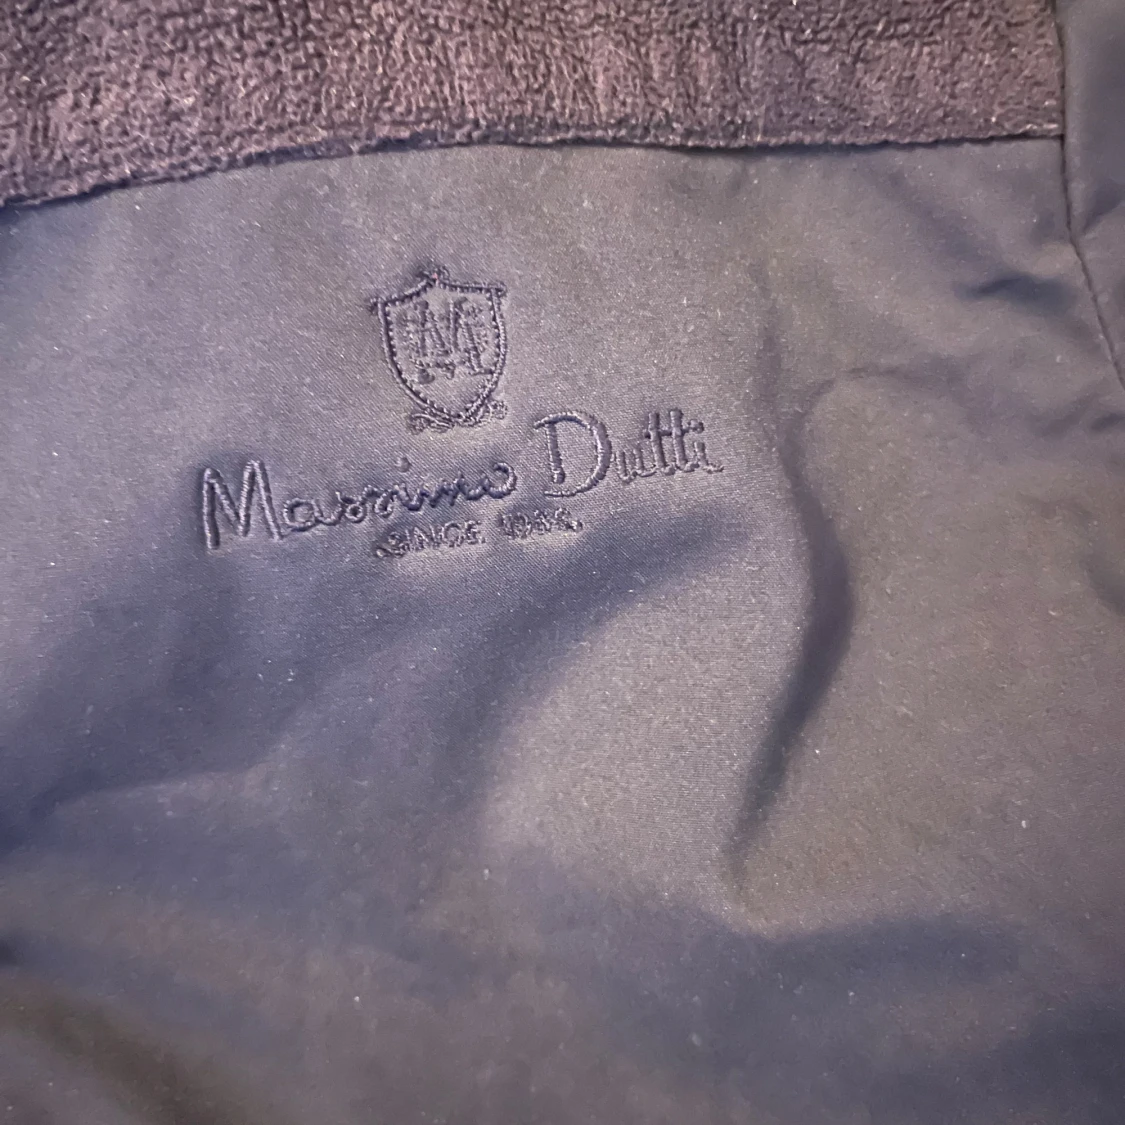 M
Massimo Dutti
SINCE 1985